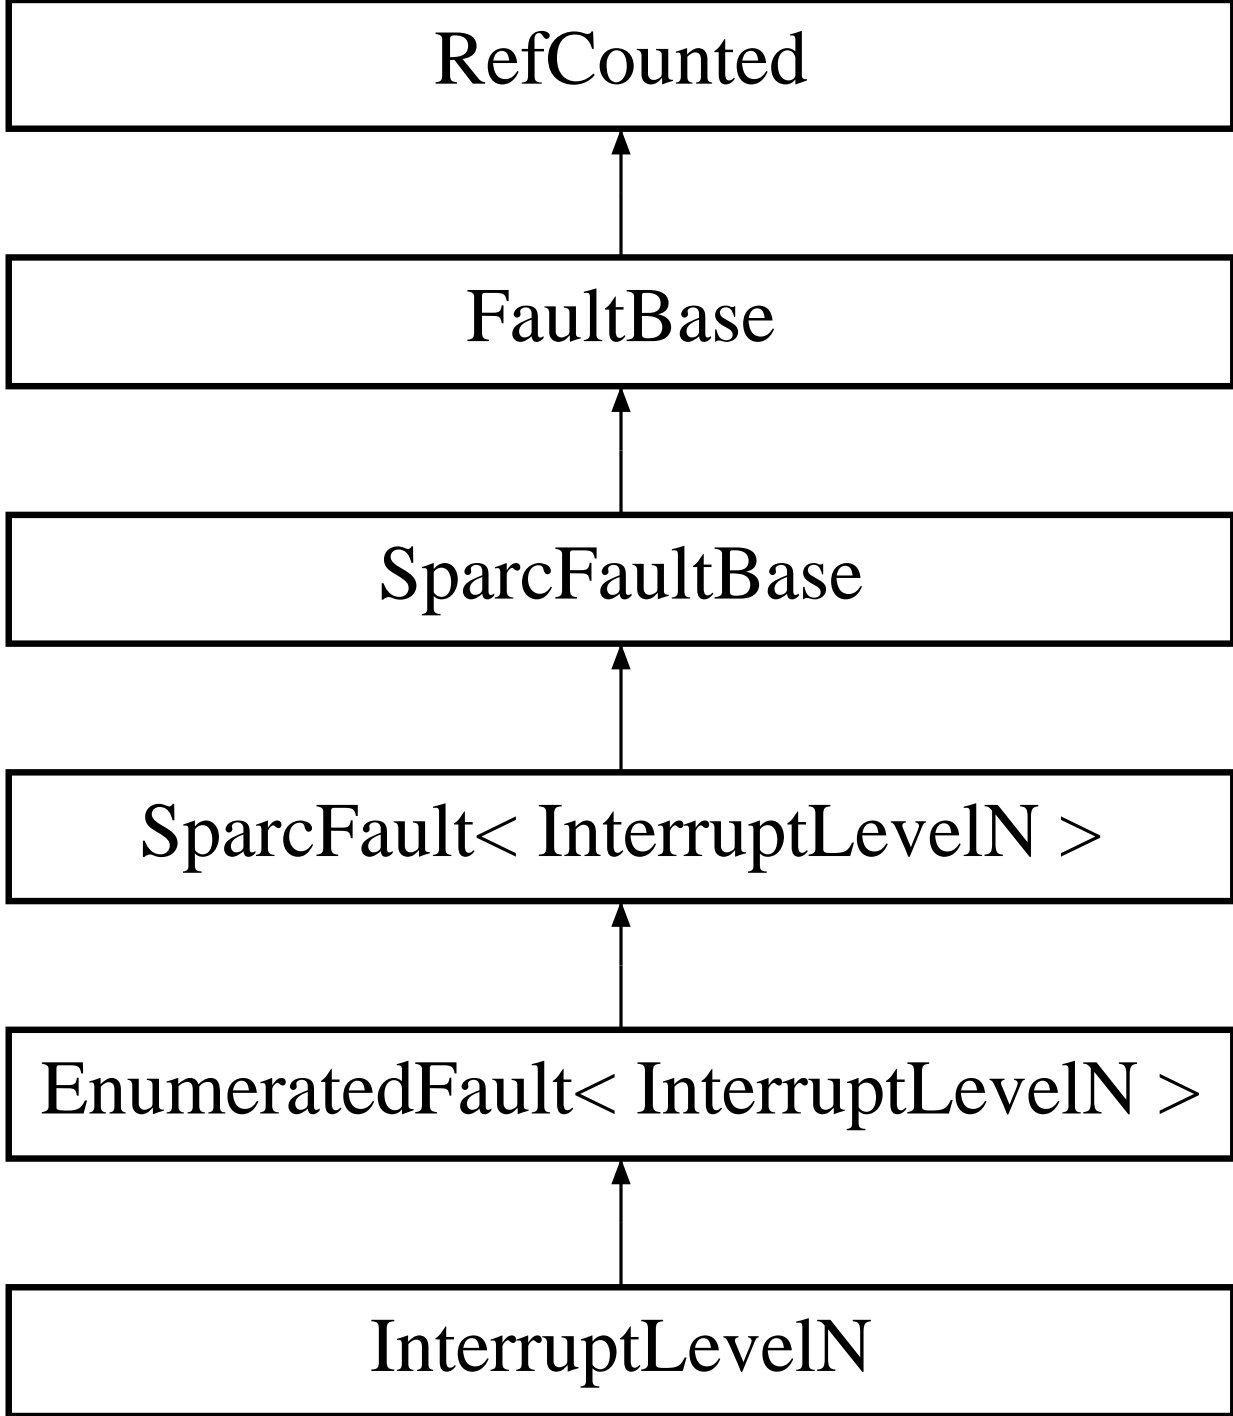 RefCounted
FaultBase
SparcFaultBase
SparcFault< InterruptLevelN >
EnumeratedFault< InterruptLevelN >
InterruptLevelN